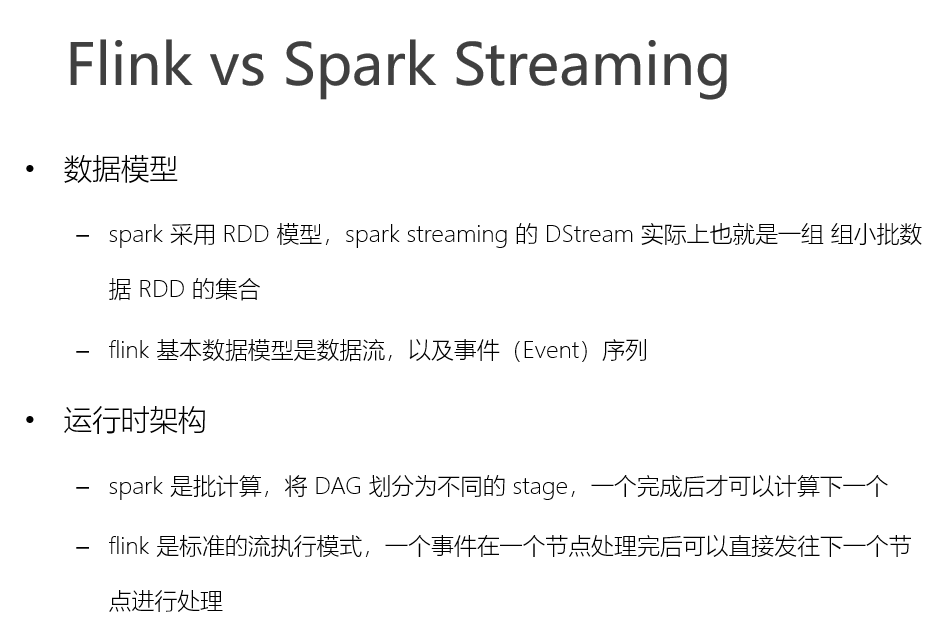 Flink vs Spark Streaming
• 数据模型
– spark 采用 RDD 模型，spark streaming 的 DStream 实际上也就是一组 组小批数
据 RDD 的集合
– flink 基本数据模型是数据流，以及事件（Event）序列
• 运行时架构
– spark 是批计算，将 DAG 划分为不同的 stage，一个完成后才可以计算下一个
– flink 是标准的流执行模式，一个事件在一个节点处理完后可以直接发往下一个节
点进行处理